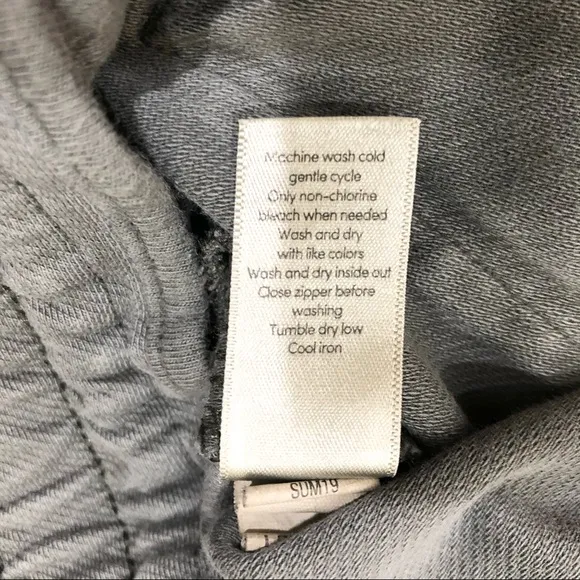 Machine wash cold
gentle cycle
Only non-chlorine
bleach when needed
Wash and dry
with like colors
Wash and dry inside out
Close zipper before
washing
Tumble dry low
Cool iron
SUM19